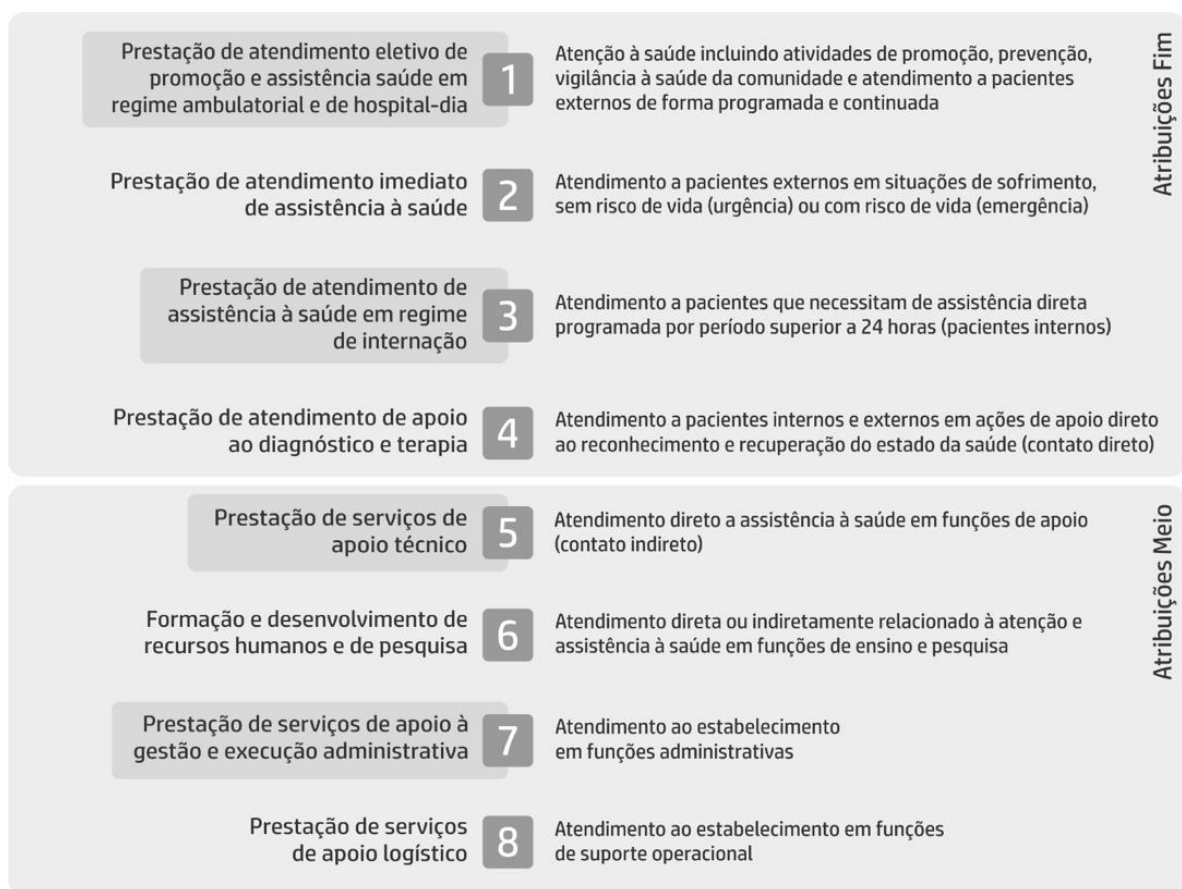 Prestação de atendimento eletivo de
promoção e assistência saúde em
regime ambulatorial e de hospital-dia
1
Atenção à saúde incluindo atividades de promoção, prevenção,
vigilância à saúde da comunidade e atendimento a pacientes
externos de forma programada e continuada
Prestação de atendimento imediato
de assistência à saúde
2
Atendimento a pacientes externos em situações de sofrimento,
sem risco de vida (urgência) ou com risco de vida (emergência)
Prestação de atendimento de
assistência à saúde em regime
de internação
3
Atendimento a pacientes que necessitam de assistência direta
programada por período superior a 24 horas (pacientes internos)
Prestação de atendimento de apoio
ao diagnóstico e terapia
4
Atendimento a pacientes internos e externos em ações de apoio direto
ao reconhecimento e recuperação do estado da saúde (contato direto)
Atribuições Fim
Prestação de serviços de
apoio técnico
5
Atendimento direto a assistência à saúde em funções de apoio
(contato indireto)
Formação e desenvolvimento de
recursos humanos e de pesquisa
6
Atendimento direta ou indiretamente relacionado à atenção e
assistência à saúde em funções de ensino e pesquisa
Prestação de serviços de apoio à
gestão e execução administrativa
7
Atendimento ao estabelecimento
em funções administrativas
Prestação de serviços
de apoio logístico
8
Atendimento ao estabelecimento em funções
de suporte operacional
Atribuições Meio